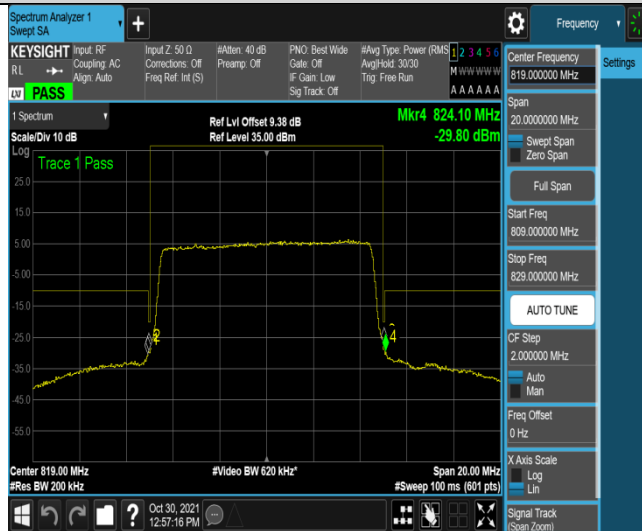 Spectrum Analyzer 1
Swept SA
+
Frequency
KEYSIGHT
RL
LXI PASS
Input: RF
Coupling: AC
Align: Auto
Input Z: 50 Ω
Corrections: Off
Freq Ref: Int (S)
#Atten: 40 dB
Preamp: Off
PNO: Best Wide
Gate: Off
IF Gain: Low
Sig Track: Off
#Avg Type: Power (RMS
Avg|Hold: 30/30
Trig: Free Run
1 2 3 4 5 6
M W W W W W
A A A A A A
1 Spectrum
Scale/Div 10 dB
Ref Lvl Offset 9.38 dB
Ref Level 35.00 dBm
Mkr4 824.10 MHz
-29.80 dBm
Log
Trace 1 Pass
25.0
15.0
5.00
-5.00
-15.0
-25.0
-35.0
-45.0
-55.0
4
Center 819.00 MHz
#Res BW 200 kHz
#Video BW 620 kHz*
Span 20.00 MHz
#Sweep 100 ms (601 pts)
?
Oct 30, 2021
12:57:16 PM
Center Frequency
819.000000 MHz
Settings
Span
20.0000000 MHz
Swept Span
Zero Span
Full Span
Start Freq
809.000000 MHz
Stop Freq
829.000000 MHz
AUTO TUNE
CF Step
2.000000 MHz
Auto
Man
Freq Offset
0 Hz
X Axis Scale
Log
Lin
Signal Track
(Span Zoom)